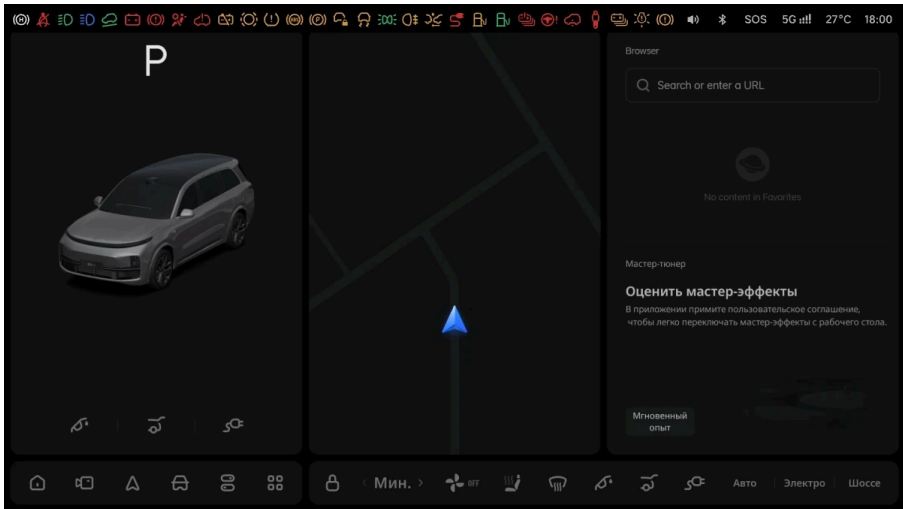 SOS
5G
27°C
18:00
P
Browser
Search or enter a URL
No content in Favorites
Мастер-тюнер
Оценить мастер-эффекты
В приложении примите пользовательское соглашение,
чтобы легко переключать мастер-эффекты с рабочего стола.
Мгновенный
опыт
Мин.
OFF
Авто
Электро
Шоссе